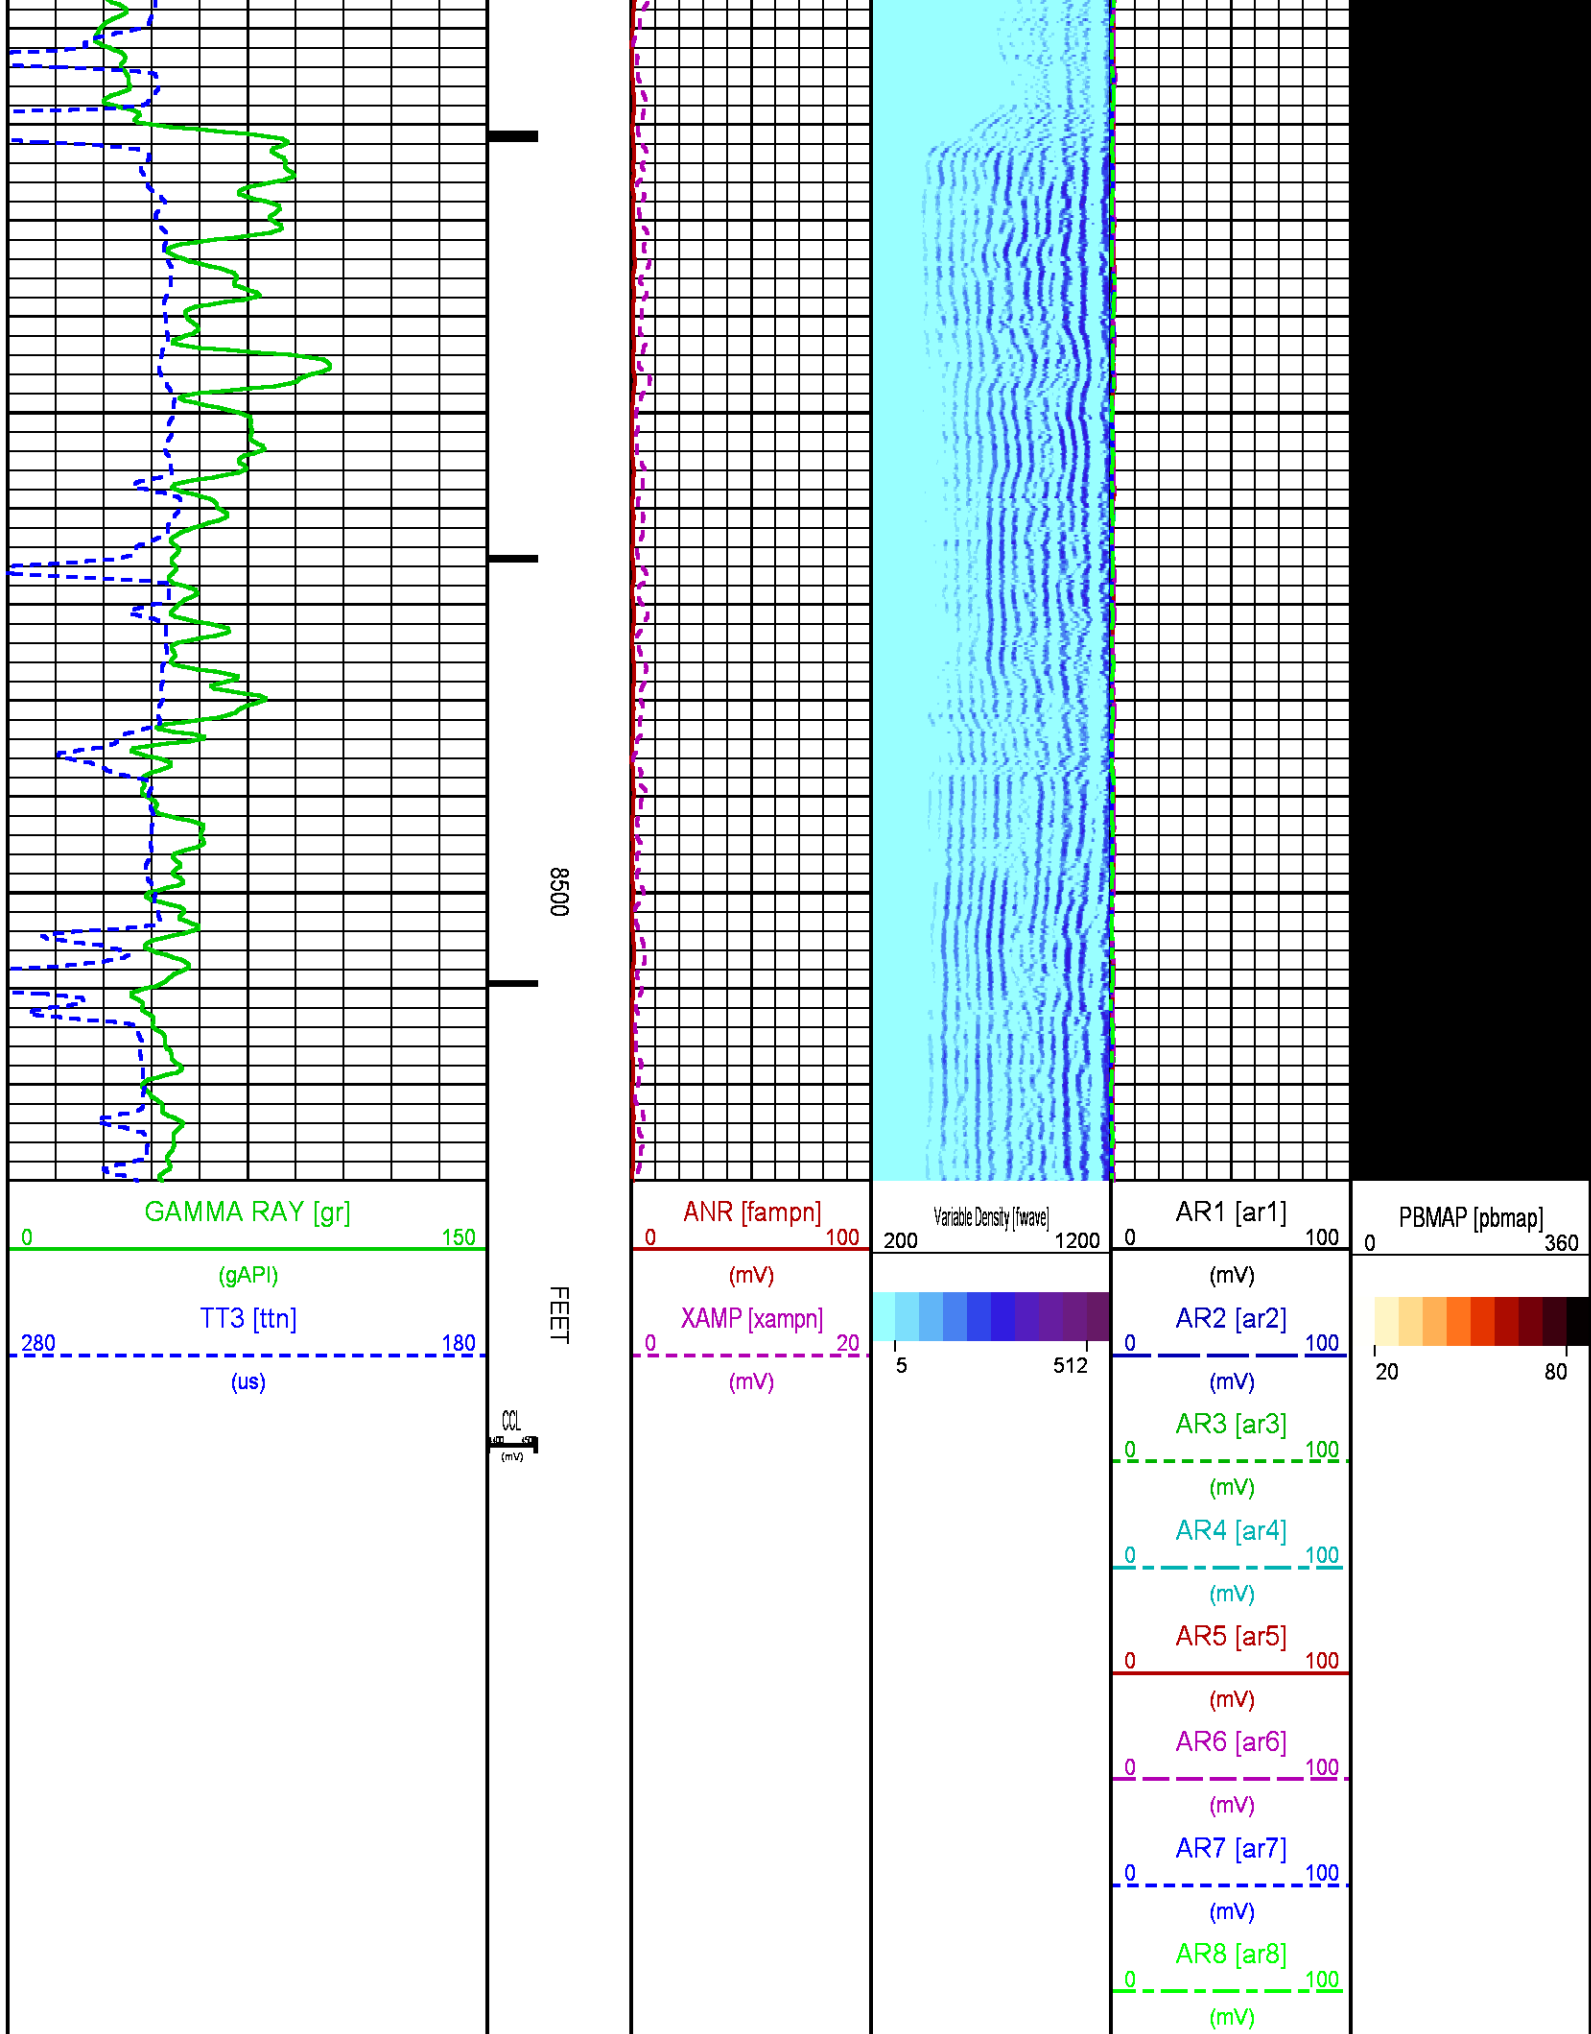 8500
GAMMA RAY [gr]
0 150
(gAPI)
TT3 [ttn]
280 180
(us)
FEET
CCL
(mV)
ANR [fampn]
0 100
(mV)
XAMP [xampn]
0 20
(mV)
Variable Density [fwave]
200 1200
5 512
AR1 [ar1]
0 100
(mV)
AR2 [ar2]
0 100
(mV)
AR3 [ar3]
0 100
(mV)
AR4 [ar4]
0 100
(mV)
AR5 [ar5]
0 100
(mV)
AR6 [ar6]
0 100
(mV)
AR7 [ar7]
0 100
(mV)
AR8 [ar8]
0 100
(mV)
PBMAP [pbmap]
0 360
20 80